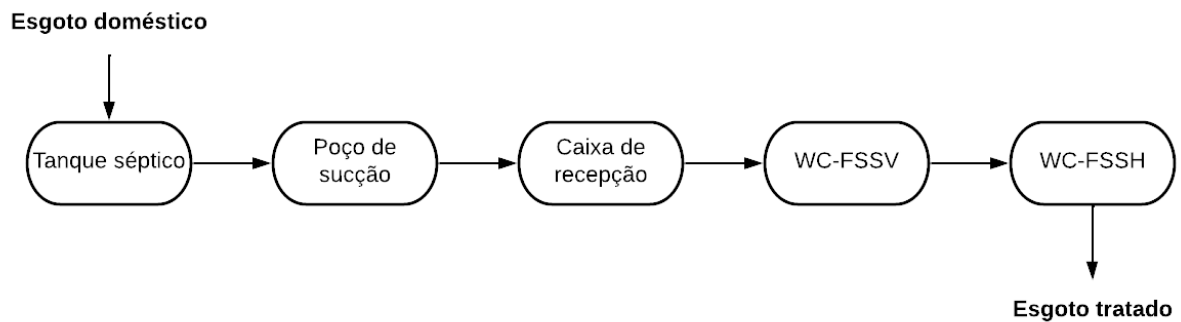 Esgoto doméstico
Tanque séptico
Poço de
sucção
Caixa de
recepção
WC-FSSV
WC-FSSH
Esgoto tratado